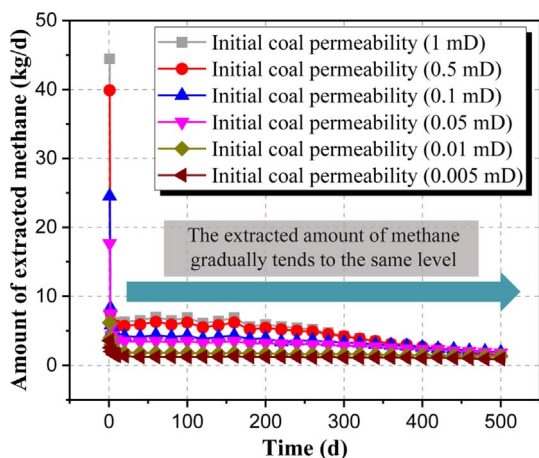 50
40
30
20
10
0
Amount of extracted methane (kg/d)
Initial coal permeability (1 mD)
Initial coal permeability (0.5 mD)
Initial coal permeability (0.1 mD)
Initial coal permeability (0.05 mD)
Initial coal permeability (0.01 mD)
Initial coal permeability (0.005 mD)
The extracted amount of methane
gradually tends to the same level
0 100 200 300 400 500
Time (d)